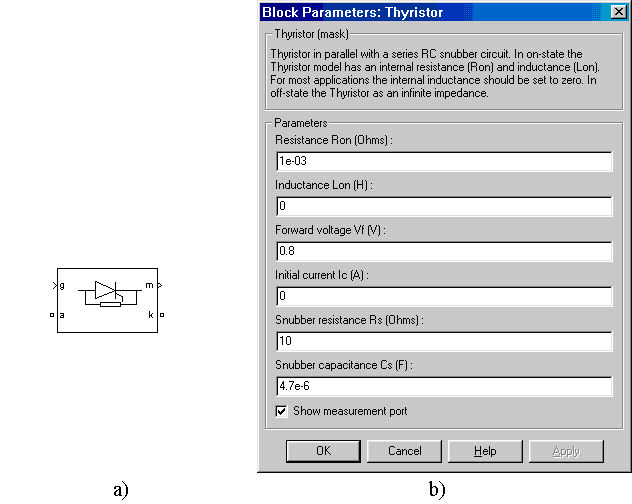 Block Parameters: Thyristor
Thyristor (mask)
Thyristor in parallel with a series RC snubber circuit. In on-state the
Thyristor model has an internal resistance (Ron) and inductance (Lon).
For most applications the internal inductance should be set to zero. In
off-state the Thyristor as an infinite impedance.
Parameters
Resistance Ron (Ohms) :
1e-03
Inductance Lon (H) :
0
Forward voltage Vf (V) :
0.8
Initial current Ic (A) :
0
Snubber resistance Rs (Ohms) :
10
Snubber capacitance Cs (F) :
4.7e-6
Show measurement port
OK Cancel Help Apply
g m
a k
a) b)